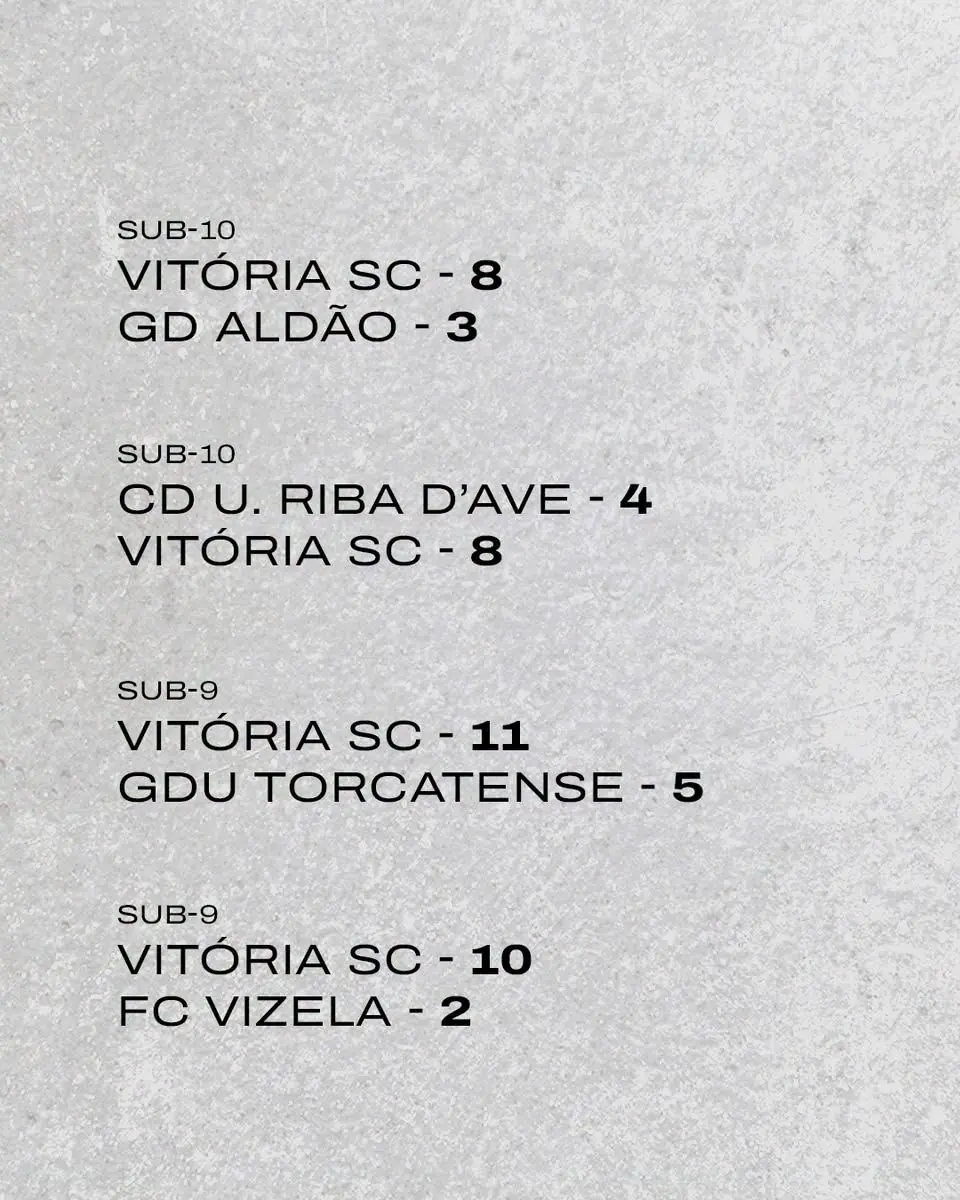 SUB-10
VITÓRIA SC - 8
GD ALDÃO - 3
SUB-10
CD U. RIBA D’AVE - 4
VITÓRIA SC - 8
SUB-9
VITÓRIA SC - 11
GDU TORCATENSE - 5
SUB-9
VITÓRIA SC - 10
FC VIZELA - 2